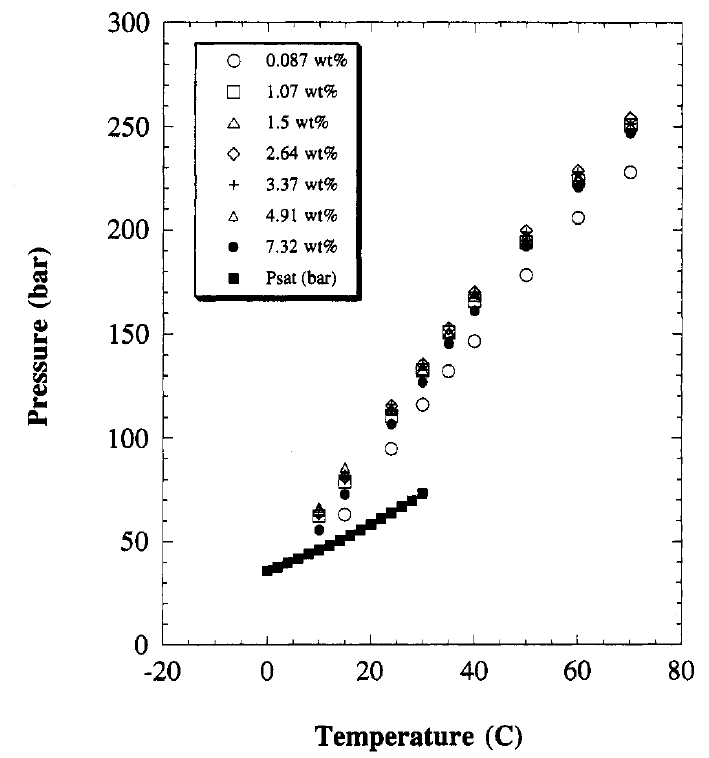 300
250
200
150
100
50
0
0.087 wt%
1.07 wt%
1.5 wt%
2.64 wt%
3.37 wt%
4.91 wt%
7.32 wt%
Psat (bar)
Pressure (bar)
-20 0 20 40 60 80
Temperature (C)